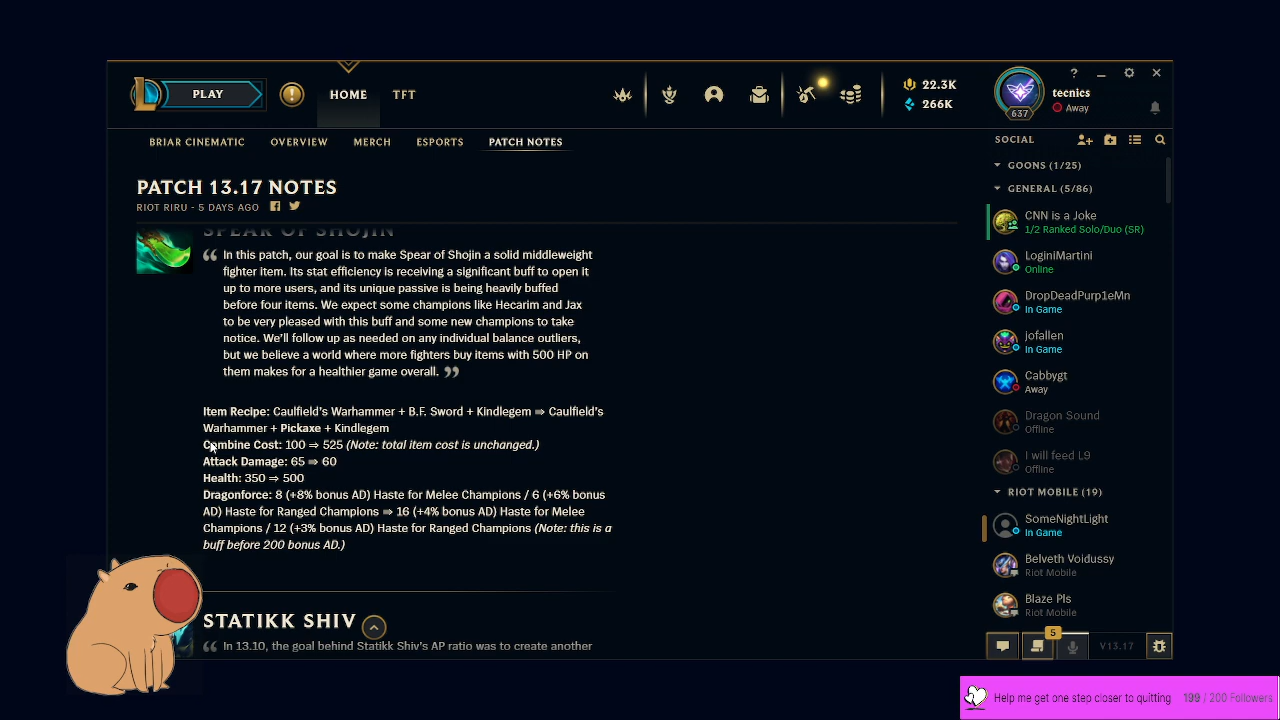 PLAY
!
HOME
TFT
22.3K
266K
637
tecnics
Away
?
BRIAR CINEMATIC
OVERVIEW
MERCH
ESPORTS
PATCH NOTES
PATCH 13.17 NOTES
RIOT RIRU - 5 DAYS AGO
SPEAR OF SHOJIN
“ In this patch, our goal is to make Spear of Shojin a solid middleweight
fighter item. Its stat efficiency is receiving a significant buff to open it
up to more users, and its unique passive is being heavily buffed
before four items. We expect some champions like Hecarim and Jax
to be very pleased with this buff and some new champions to take
notice. We'll follow up as needed on any individual balance outliers,
but we believe a world where more fighters buy items with 500 HP on
them makes for a healthier game overall. ”
Item Recipe: Caulfield's Warhammer + B.F. Sword + Kindlegem ⇒ Caulfield's
Warhammer + Pickaxe + Kindlegem
Combine Cost: 100 ⇒ 525 (Note: total item cost is unchanged.)
Attack Damage: 65 ⇒ 60
Health: 350 ⇒ 500
Dragonforce: 8 (+8% bonus AD) Haste for Melee Champions / 6 (+6% bonus
AD) Haste for Ranged Champions ⇒ 16 (+4% bonus AD) Haste for Melee
Champions / 12 (+3% bonus AD) Haste for Ranged Champions (Note: this is a
buff before 200 bonus AD.)
STATIKK SHIV
“ In 13.10, the goal behind Statikk Shiv's AP ratio was to create another
SOCIAL
GOONS (1/25)
GENERAL (5/86)
CNN is a Joke
1/2 Ranked Solo/Duo (SR)
LoginiMartini
Online
DropDeadPurp1eMn
In Game
jofallen
In Game
Cabbygt
Away
Dragon Sound
Offline
I will feed L9
Offline
RIOT MOBILE (19)
SomeNightLight
In Game
Belveth Voidussy
Riot Mobile
Blaze Pls
Riot Mobile
5
V13.17
Help me get one step closer to quitting
199 / 200 Followers